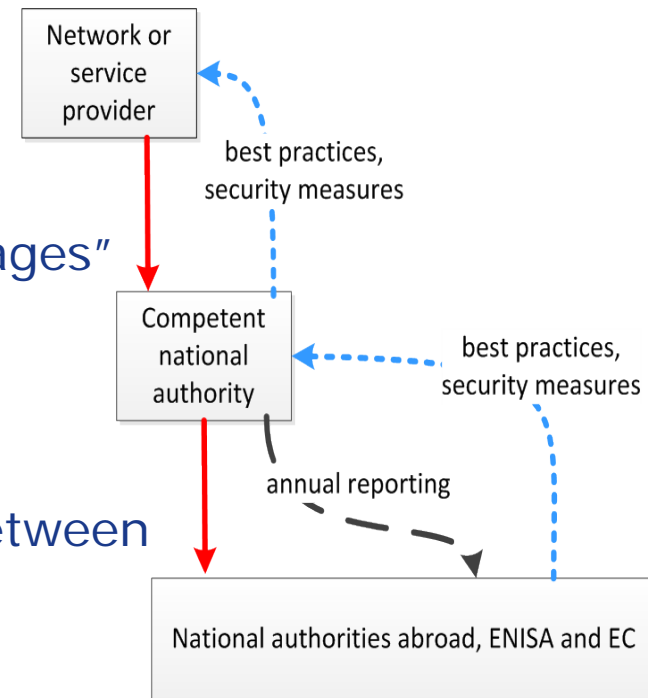 Network or
service
provider
best practices,
security measures
ages”
Competent
national
authority
best practices,
security measures
annual reporting
etween
National authorities abroad, ENISA and EC